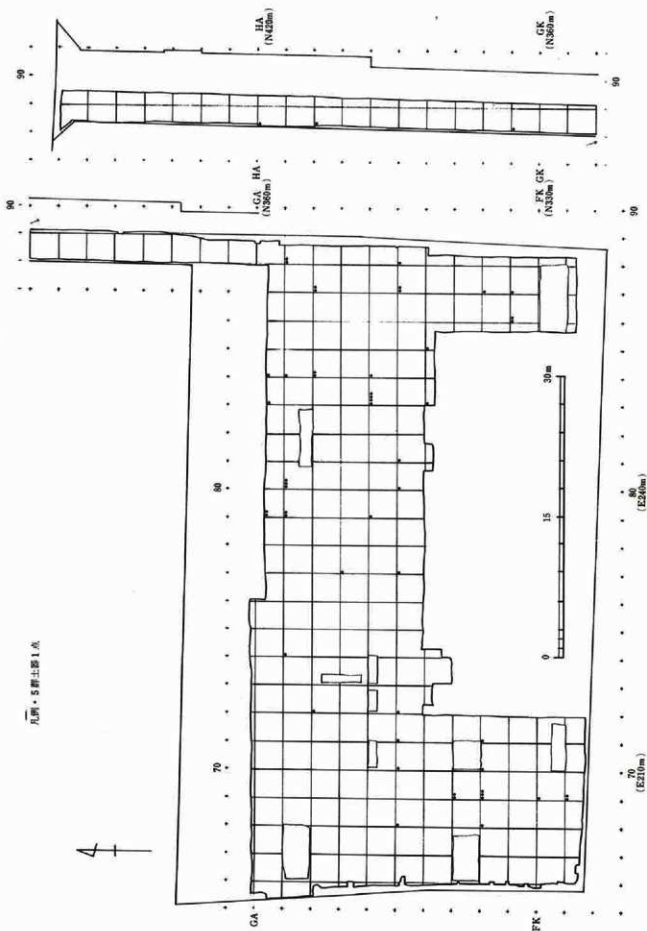 HA
(N420m)
GK
(N360m)
90
90
HA
GA
(N360m)
GK
FK
(N330m)
90
90
30m
80
15
80
(E240m)
0
凡例・5群土器1点
70
70
(E210m)
GA
FK